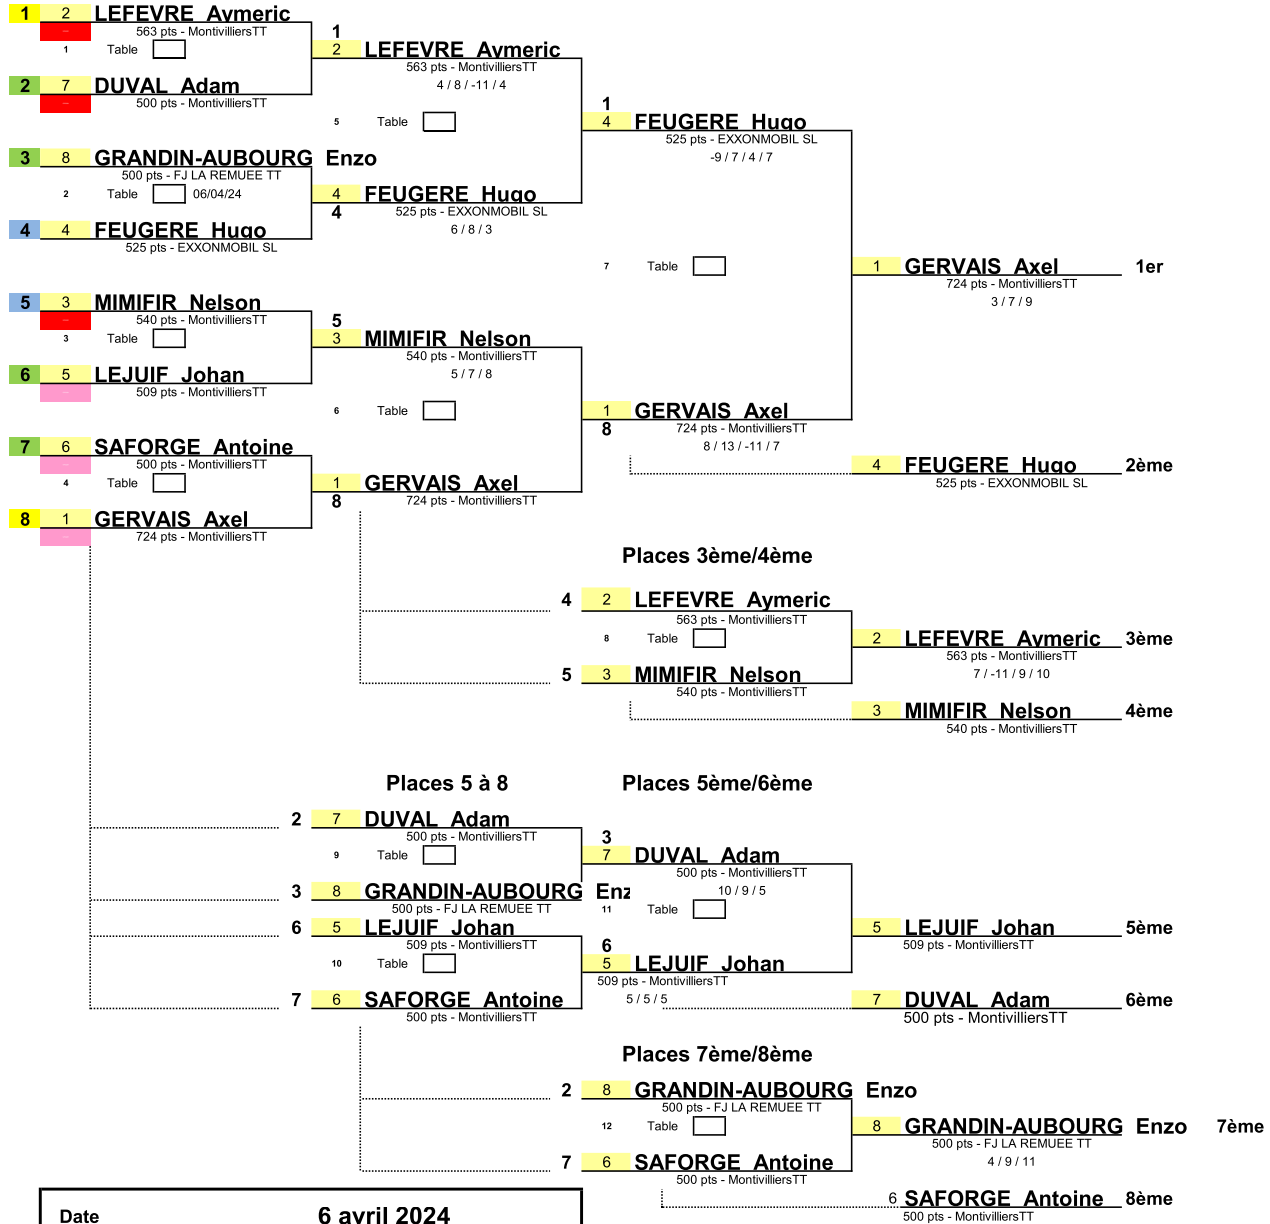 1 2 LEFEVRE Aymeric
563 pts - MontivilliersTT
1 Table
2 7 DUVAL Adam
500 pts - MontivilliersTT
3 8 GRANDIN-AUBOURG Enzo
500 pts - FJ LA REMUEE TT
2 Table 06/04/24
4 4 FEUGERE Hugo
525 pts - EXXONMOBIL SL
5 3 MIMIFIR Nelson
540 pts - MontivilliersTT
3 Table
6 5 LEJUIF Johan
509 pts - MontivilliersTT
7 6 SAFORGE Antoine
500 pts - MontivilliersTT
4 Table
8 1 GERVAIS Axel
724 pts - MontivilliersTT
1
2 LEFEVRE Aymeric
563 pts - MontivilliersTT
4 / 8 / -11 / 4
5 Table
4 FEUGERE Hugo
4
525 pts - EXXONMOBIL SL
6 / 8 / 3
5
3 MIMIFIR Nelson
540 pts - MontivilliersTT
5 / 7 / 8
6 Table
1 GERVAIS Axel
8
724 pts - MontivilliersTT
1
4 FEUGERE Hugo
525 pts - EXXONMOBIL SL
-9 / 7 / 4 / 7
7 Table
1 GERVAIS Axel
8
724 pts - MontivilliersTT
8 / 13 / -11 / 7
1 GERVAIS Axel 1er
724 pts - MontivilliersTT
3 / 7 / 9
4 FEUGERE Hugo 2ème
525 pts - EXXONMOBIL SL
Places 3ème/4ème
4 2 LEFEVRE Aymeric
563 pts - MontivilliersTT
8 Table
5 3 MIMIFIR Nelson
540 pts - MontivilliersTT
2 LEFEVRE Aymeric 3ème
563 pts - MontivilliersTT
7 / -11 / 9 / 10
3 MIMIFIR Nelson 4ème
540 pts - MontivilliersTT
Places 5 à 8
2 7 DUVAL Adam
500 pts - MontivilliersTT
9 Table
3 8 GRANDIN-AUBOURG Enz
500 pts - FJ LA REMUEE TT
6 5 LEJUIF Johan
509 pts - MontivilliersTT
10 Table
7 6 SAFORGE Antoine
500 pts - MontivilliersTT
Places 5ème/6ème
3
7 DUVAL Adam
500 pts - MontivilliersTT
10 / 9 / 5
11 Table
6
5 LEJUIF Johan
509 pts - MontivilliersTT
5 / 5 / 5
5 LEJUIF Johan 5ème
509 pts - MontivilliersTT
7 DUVAL Adam 6ème
500 pts - MontivilliersTT
Places 7ème/8ème
2 8 GRANDIN-AUBOURG Enzo
500 pts - FJ LA REMUEE TT
12 Table
7 6 SAFORGE Antoine
500 pts - MontivilliersTT
8 GRANDIN-AUBOURG Enzo 7ème
500 pts - FJ LA REMUEE TT
4 / 9 / 11
6 SAFORGE Antoine 8ème
500 pts - MontivilliersTT
Date 6 avril 2024